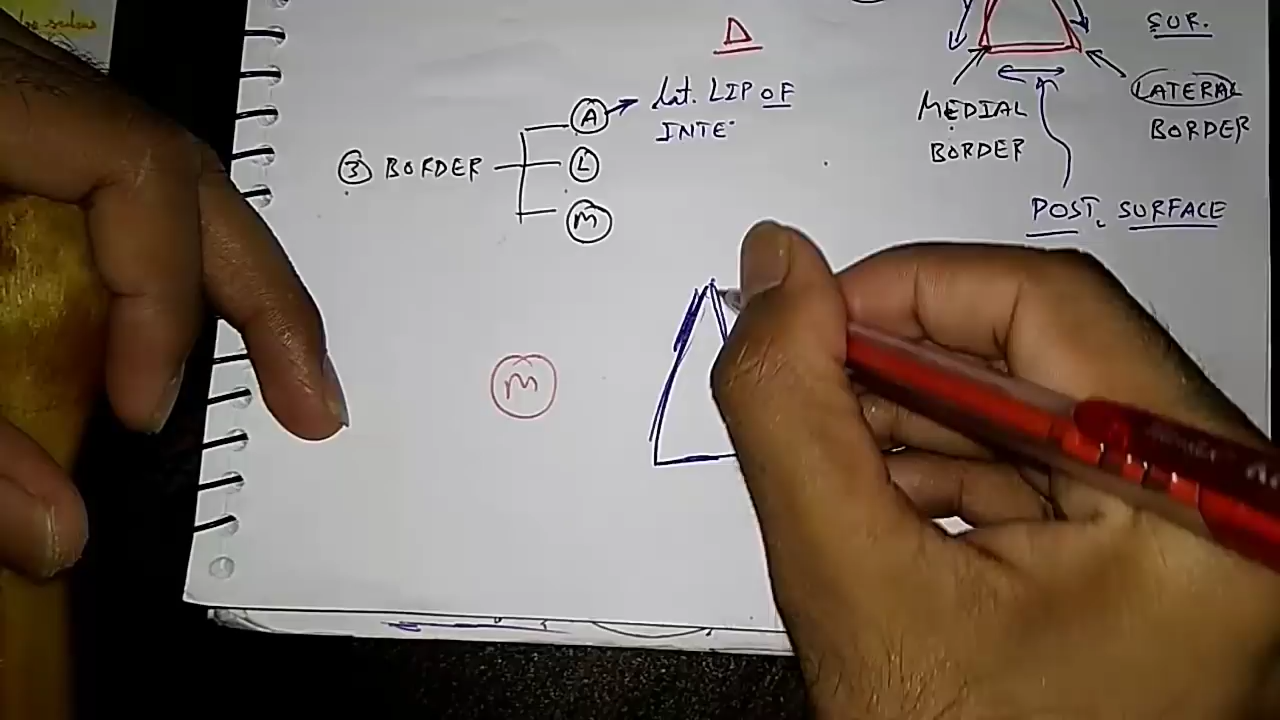 Δ
SUR.
Lat. LIP OF
INTE
A
③ BORDER
L
M
MEDIAL
BORDER
LATERAL
BORDER
POST. SURFACE
m